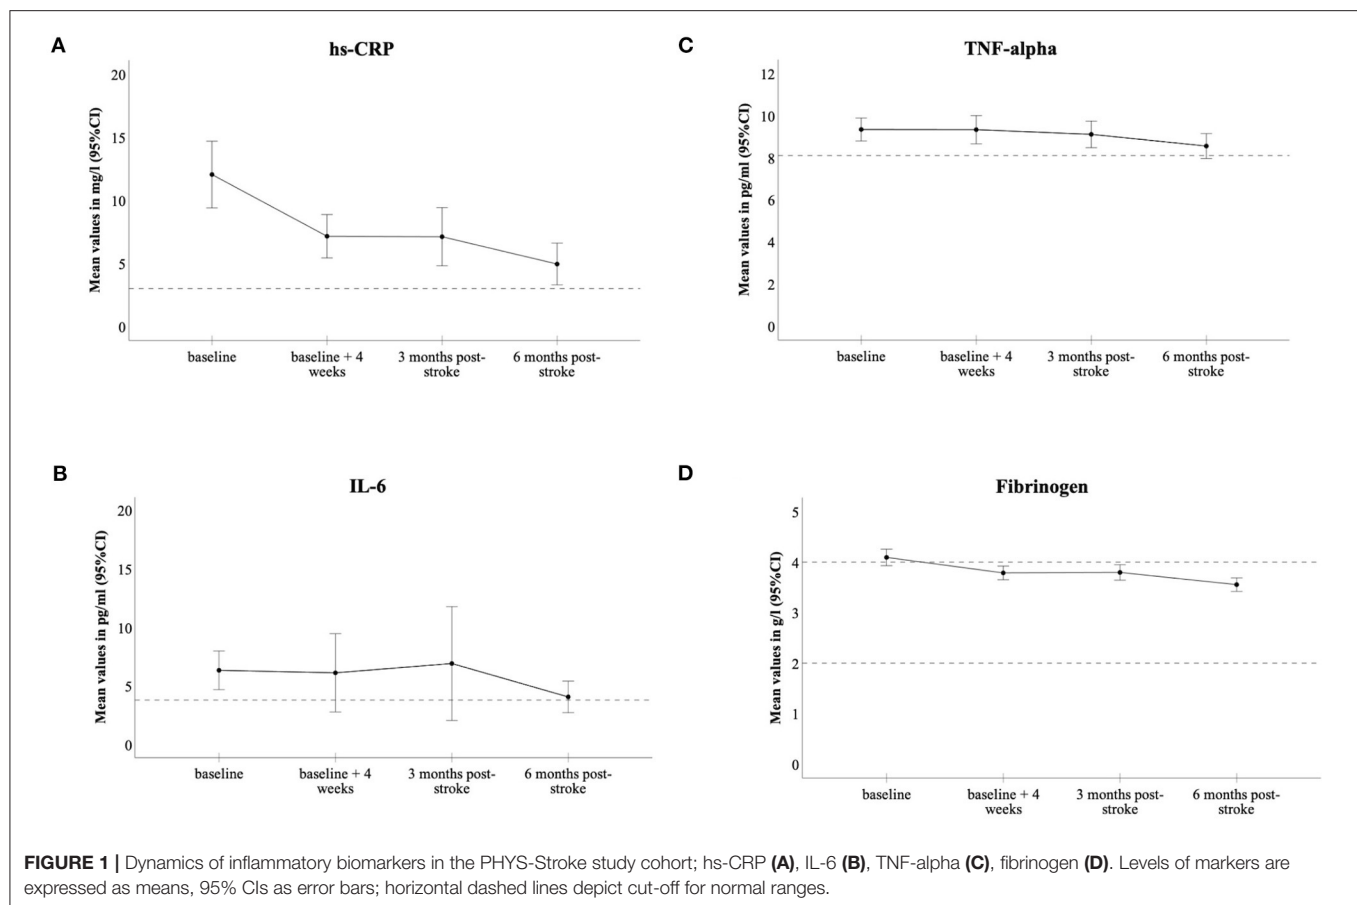 A
hs-CRP
Mean values in mg/l (95%CI)
20
15
10
5
0
baseline
baseline + 4
weeks
3 months post-
stroke
6 months post-
stroke
C
TNF-alpha
Mean values in pg/ml (95%CI)
12
10
8
6
4
2
0
baseline
baseline + 4
weeks
3 months post-
stroke
6 months post-
stroke
B
IL-6
Mean values in pg/ml (95%CI)
20
15
10
5
0
baseline
baseline + 4
weeks
3 months post-
stroke
6 months post-
stroke
D
Fibrinogen
Mean values in g/l (95%CI)
5
4
3
2
1
0
baseline
baseline + 4
weeks
3 months post-
stroke
6 months post-
stroke
FIGURE 1 | Dynamics of inflammatory biomarkers in the PHYS-Stroke study cohort; hs-CRP (A), IL-6 (B), TNF-alpha (C), fibrinogen (D). Levels of markers are
expressed as means, 95% CIs as error bars; horizontal dashed lines depict cut-off for normal ranges.